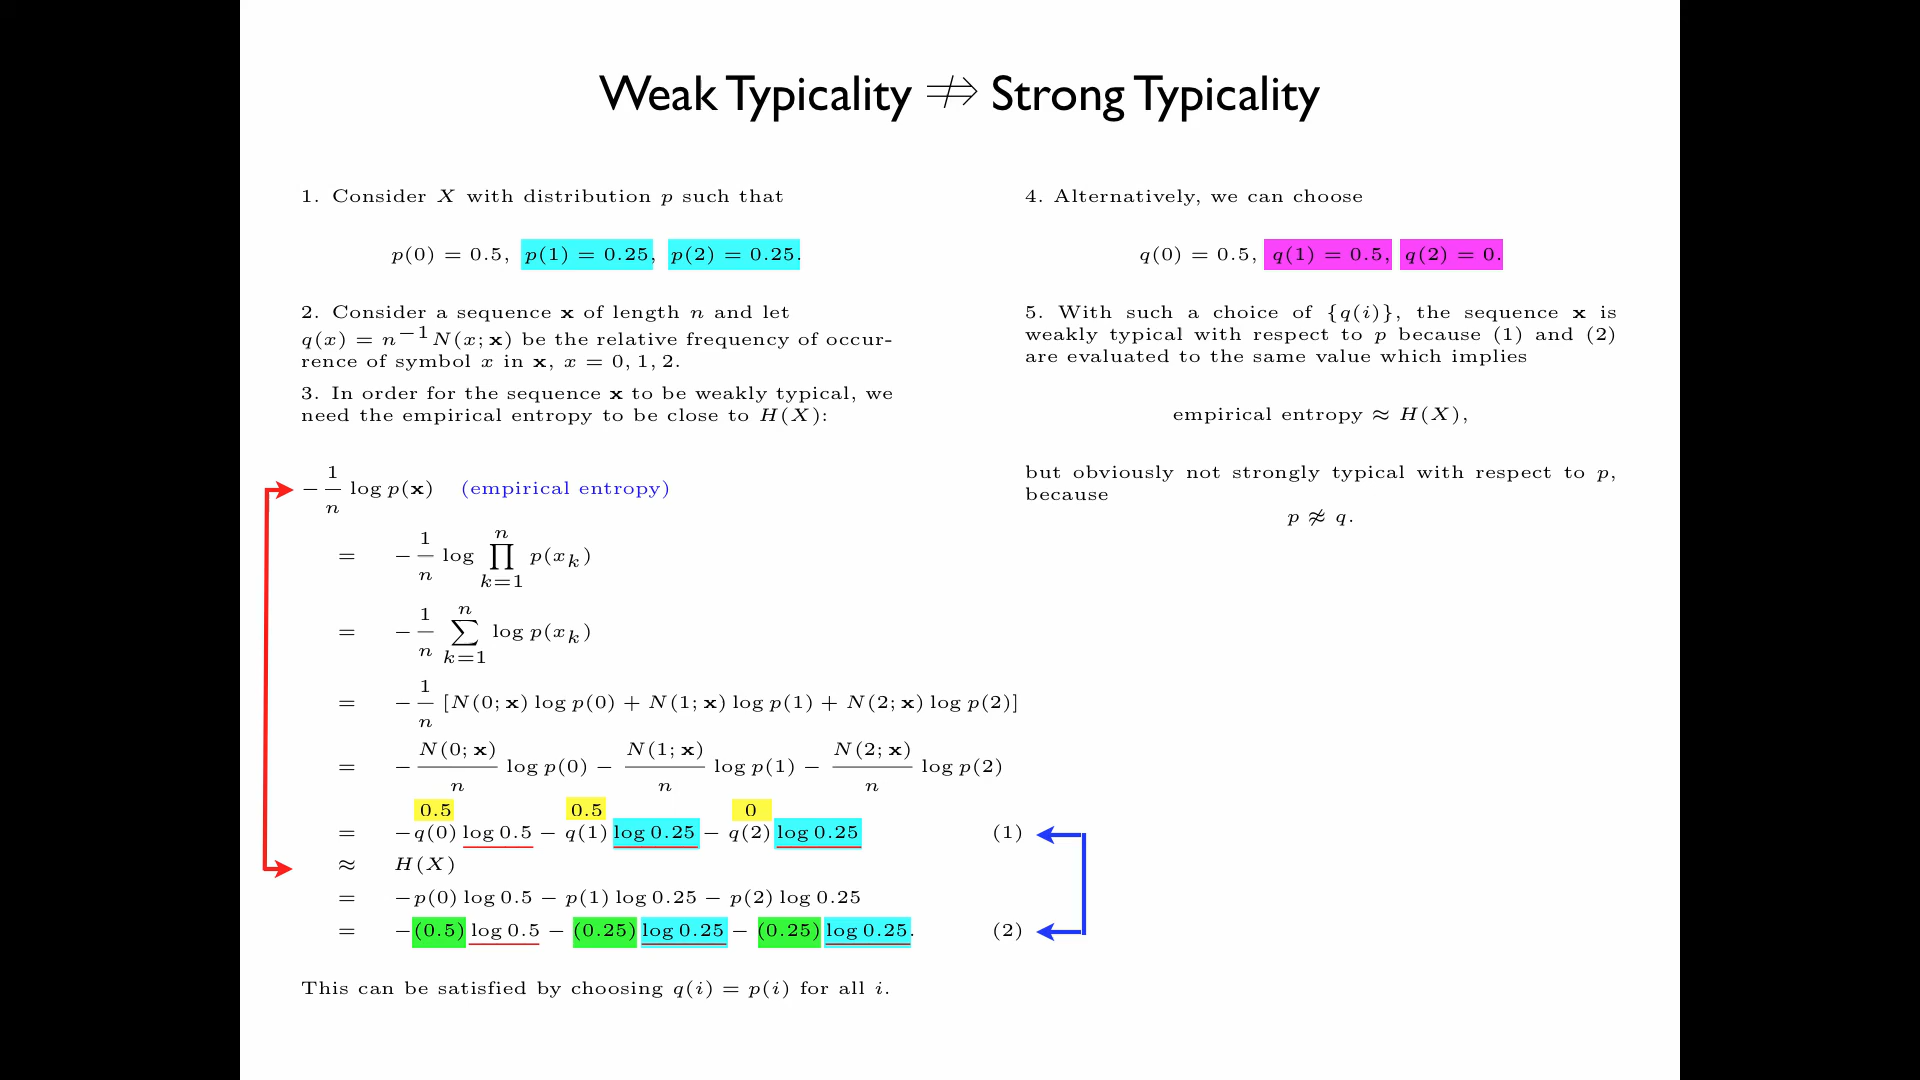 Weak Typicality ⇏ Strong Typicality
1. Consider X with distribution p such that
p(0) = 0.5, p(1) = 0.25, p(2) = 0.25.
2. Consider a sequence x of length n and let
q(x) = n⁻¹N(x; x) be the relative frequency of occur-
rence of symbol x in x, x = 0, 1, 2.
3. In order for the sequence x to be weakly typical, we
need the empirical entropy to be close to H(X):
−(1/n) log p(x) (empirical entropy)
= −(1/n) log ∏_{k=1}^{n} p(x_k)
= −(1/n) ∑_{k=1}^{n} log p(x_k)
= −(1/n) [N(0; x) log p(0) + N(1; x) log p(1) + N(2; x) log p(2)]
= −(N(0; x)/n) log p(0) − (N(1; x)/n) log p(1) − (N(2; x)/n) log p(2)
0.5 0.5 0
= −q(0) log 0.5 − q(1) log 0.25 − q(2) log 0.25 (1)
≈ H(X)
= −p(0) log 0.5 − p(1) log 0.25 − p(2) log 0.25
= −(0.5) log 0.5 − (0.25) log 0.25 − (0.25) log 0.25. (2)
This can be satisfied by choosing q(i) = p(i) for all i.
4. Alternatively, we can choose
q(0) = 0.5, q(1) = 0.5, q(2) = 0.
5. With such a choice of {q(i)}, the sequence x is
weakly typical with respect to p because (1) and (2)
are evaluated to the same value which implies
empirical entropy ≈ H(X),
but obviously not strongly typical with respect to p,
because
p ≉ q.